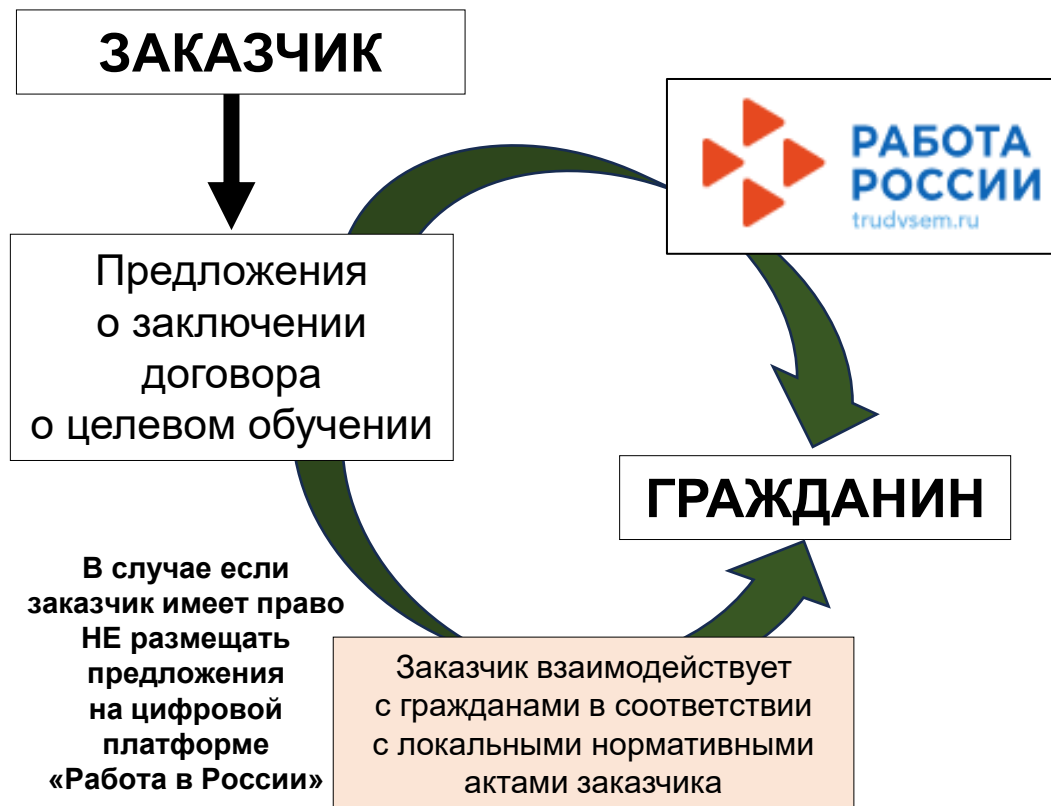 ЗАКАЗЧИК
РАБОТА
РОССИИ
trudvsem.ru
Предложения
о заключении
договора
о целевом обучении
ГРАЖДАНИН
В случае если
заказчик имеет право
НЕ размещать
предложения
на цифровой
платформе
«Работа в России»
Заказчик взаимодействует
с гражданами в соответствии
с локальными нормативными
актами заказчика